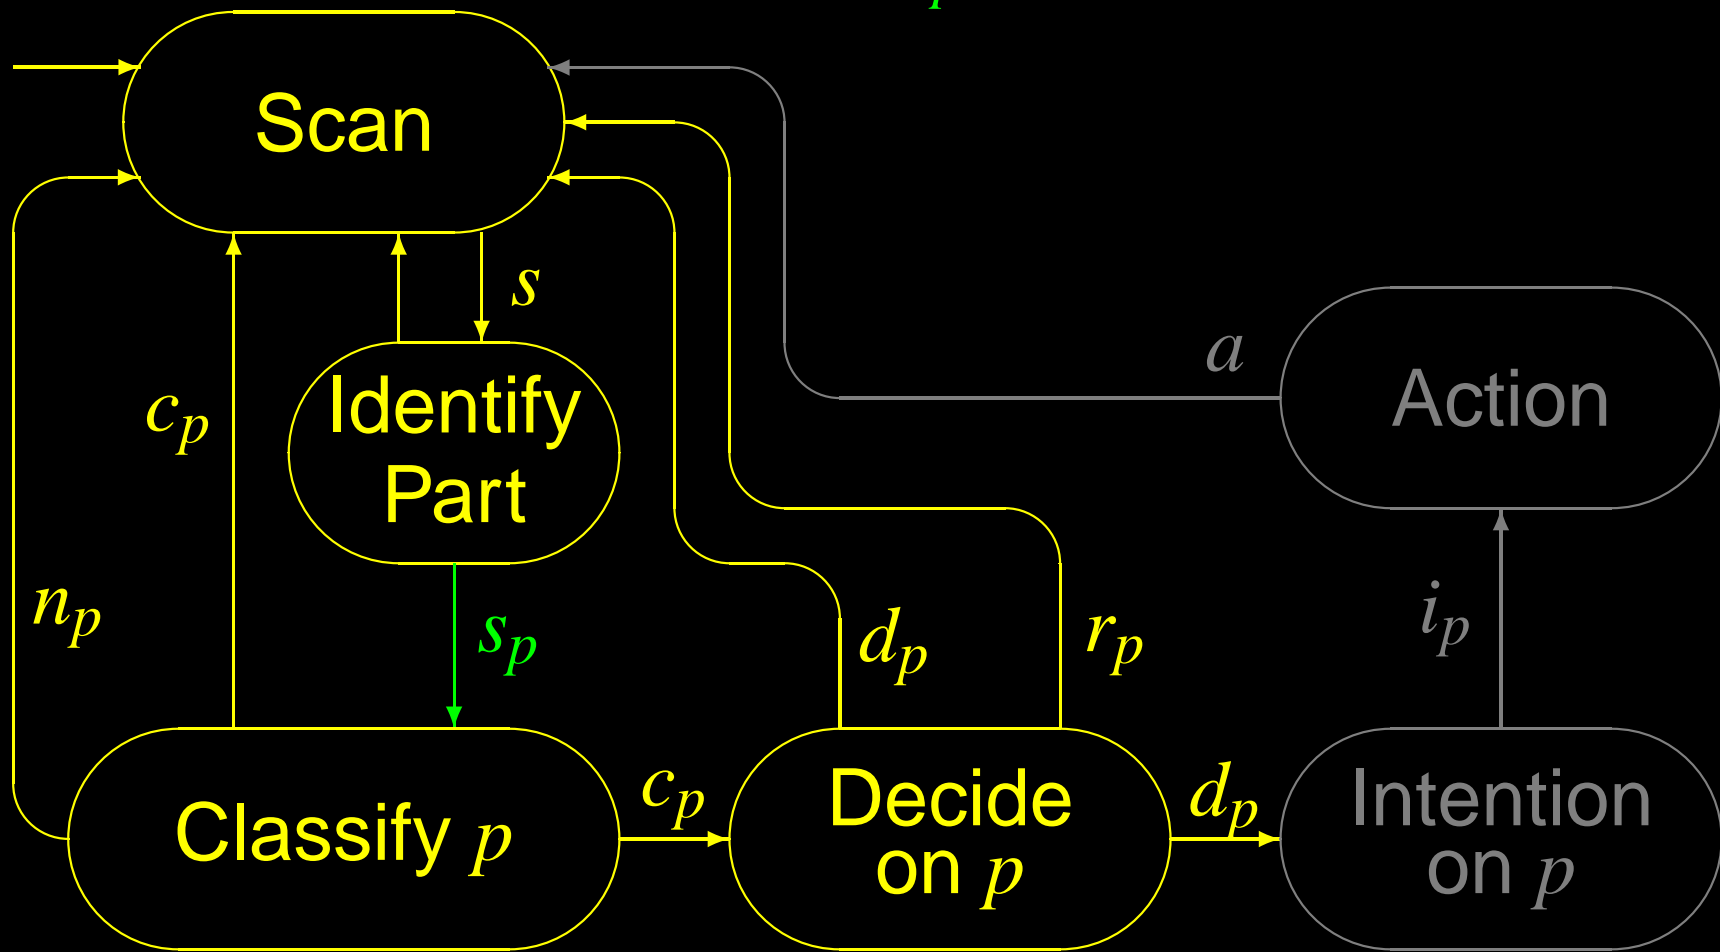 p
Scan
s
Identify
Part
a
Action
c_p
n_p
s_p
d_p
r_p
i_p
Classify p
c_p
Decide
on p
d_p
Intention
on p